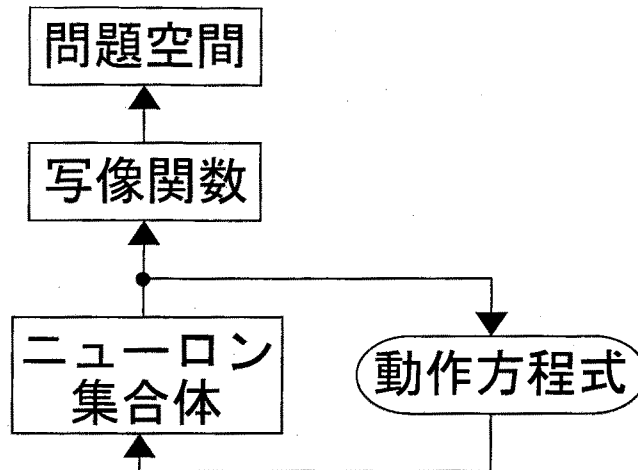 問題空間
写像関数
ニューロン
集合体
動作方程式